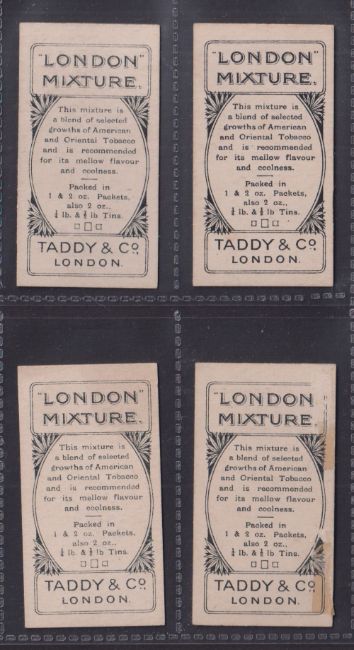 "LONDON"
MIXTURE.
This mixture is
a blend of selected
growths of American
and Oriental Tobacco
and is recommended
for its mellow flavour
and coolness.
Packed in
1 & 2 oz. Packets,
also 2 oz.,
¼ lb. & ½ lb Tins.
TADDY & Co.,
LONDON.
"LONDON"
MIXTURE.
This mixture is
a blend of selected
growths of American
and Oriental Tobacco
and is recommended
for its mellow flavour
and coolness.
Packed in
1 & 2 oz. Packets,
also 2 oz.,
¼ lb. & ½ lb Tins.
TADDY & Co.,
LONDON.
"LONDON"
MIXTURE.
This mixture is
a blend of selected
growths of American
and Oriental Tobacco
and is recommended
for its mellow flavour
and coolness.
Packed in
1 & 2 oz. Packets,
also 2 oz.,
¼ lb. & ½ lb Tins.
TADDY & Co.,
LONDON.
"LONDON
MIXTURE
This mixture is
a blend of selected
growths of American
and Oriental Tobacco
and is recommended
for its mellow flavour
and coolness.
Packed in
1 & 2 oz. Packets,
also 2 oz.,
¼ lb. & ½ lb Tins.
TADDY & Co.
LONDON.